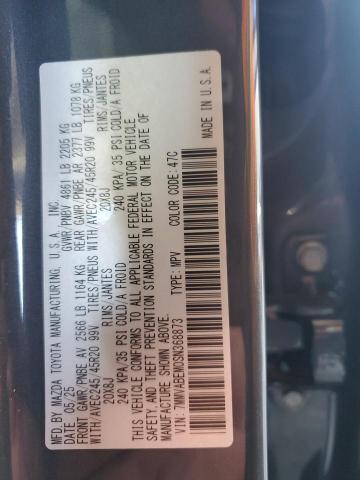 MFD. BY MAZDA TOYOTA MANUFACTURING, U.S.A., INC.
DATE 05/25 GVWR/PNBV 4861 LB 2205 KG
FRONT GAWR/PNBE AV 2566 LB 1164 KG REAR GAWR/PNBE AR 2377 LB 1078 KG
WITH/AVEC245/45R20 99V TIRES/PNEUS WITH/AVEC245/45R20 99V TIRES/PNEUS
20X8J RIMS/JANTES 20X8J RIMS/JANTES
240 KPA/35 PSI COLD/A FROID 240 KPA/35 PSI COLD/A FROID
THIS VEHICLE CONFORMS TO ALL APPLICABLE FEDERAL MOTOR VEHICLE
SAFETY AND THEFT PREVENTION STANDARDS IN EFFECT ON THE DATE OF
MANUFACTURE SHOWN ABOVE.
VIN: 7MMVABEM0SN368873 TYPE: MPV COLOR CODE: 47C
MADE IN U.S.A.